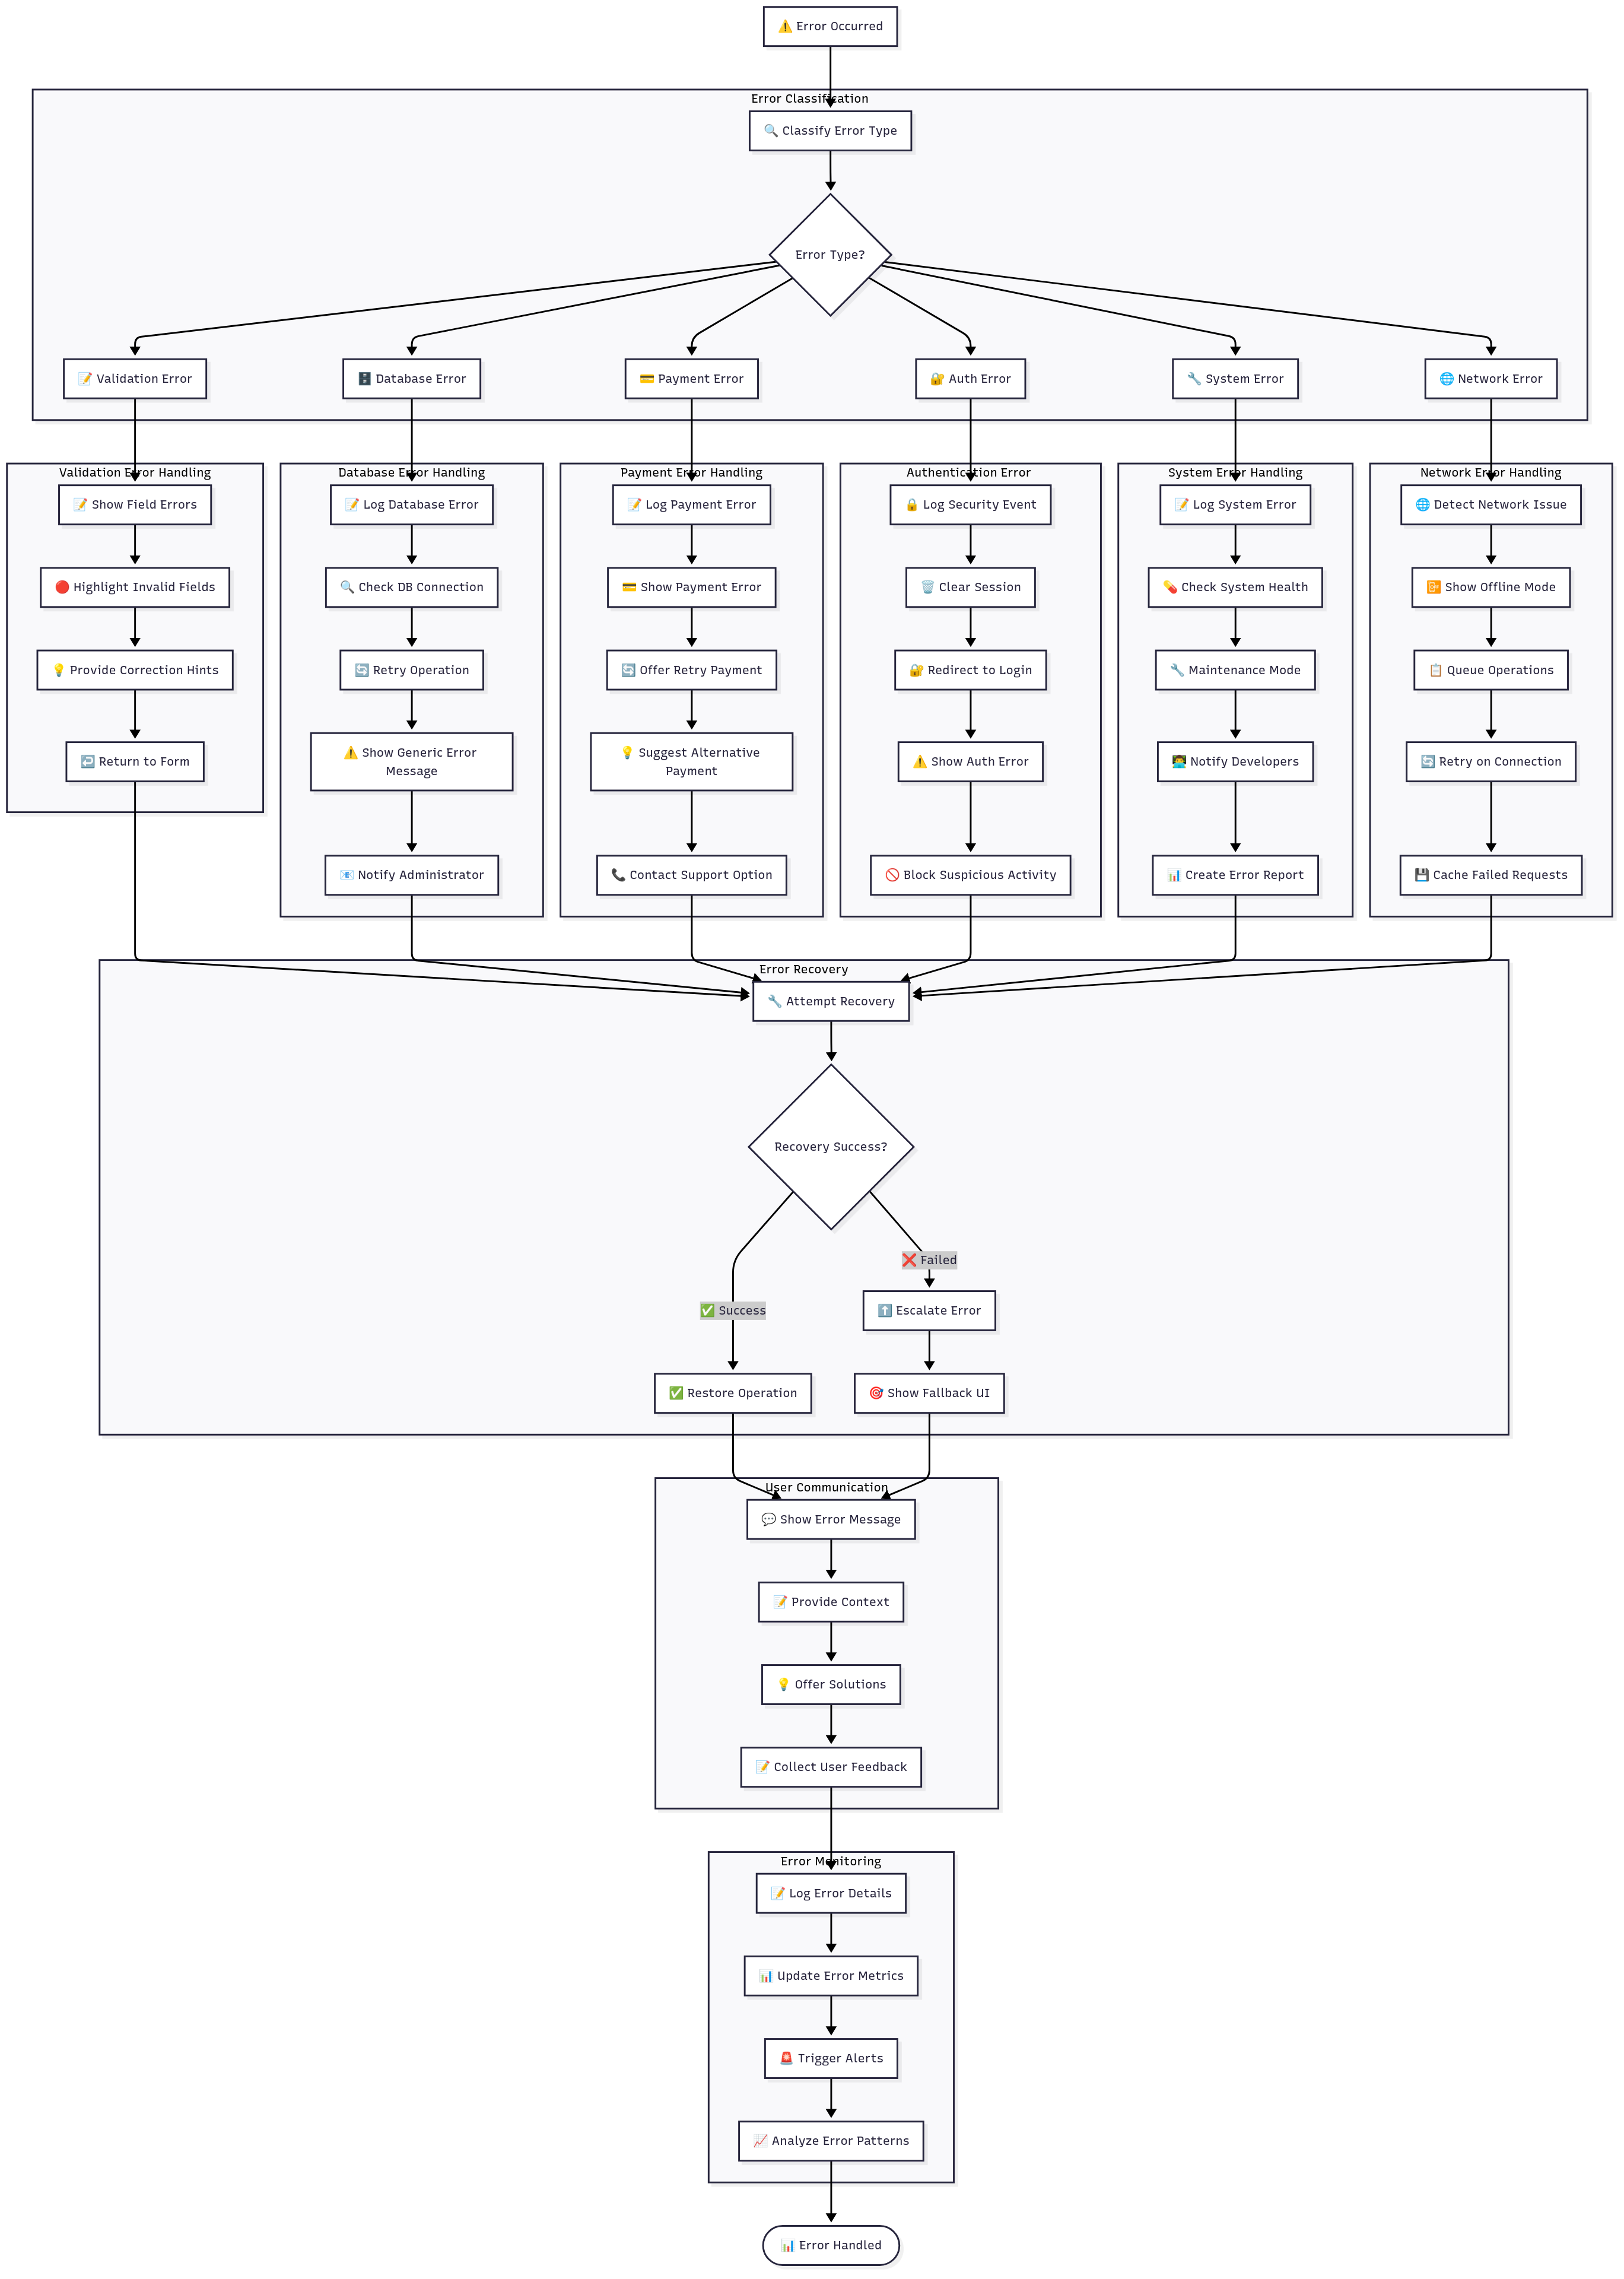 ⚠️ Error Occurred
Error Classification
🔍 Classify Error Type
Error Type?
📝 Validation Error
🗄️ Database Error
💳 Payment Error
🔐 Auth Error
🔧 System Error
🌐 Network Error
Validation Error Handling
📝 Show Field Errors
🔴 Highlight Invalid Fields
💡 Provide Correction Hints
↩️ Return to Form
Database Error Handling
📝 Log Database Error
🔍 Check DB Connection
🔄 Retry Operation
⚠️ Show Generic Error
Message
📧 Notify Administrator
Payment Error Handling
📝 Log Payment Error
💳 Show Payment Error
🔄 Offer Retry Payment
💡 Suggest Alternative
Payment
📞 Contact Support Option
Authentication Error
🔒 Log Security Event
🗑️ Clear Session
🔐 Redirect to Login
⚠️ Show Auth Error
🚫 Block Suspicious Activity
System Error Handling
📝 Log System Error
💊 Check System Health
🔧 Maintenance Mode
👨‍💻 Notify Developers
📊 Create Error Report
Network Error Handling
🌐 Detect Network Issue
📴 Show Offline Mode
📋 Queue Operations
🔄 Retry on Connection
💾 Cache Failed Requests
Error Recovery
🔧 Attempt Recovery
Recovery Success?
❌ Failed
✅ Success
⬆️ Escalate Error
✅ Restore Operation
🎯 Show Fallback UI
User Communication
💬 Show Error Message
📝 Provide Context
💡 Offer Solutions
📝 Collect User Feedback
Error Monitoring
📝 Log Error Details
📊 Update Error Metrics
🚨 Trigger Alerts
📈 Analyze Error Patterns
📊 Error Handled